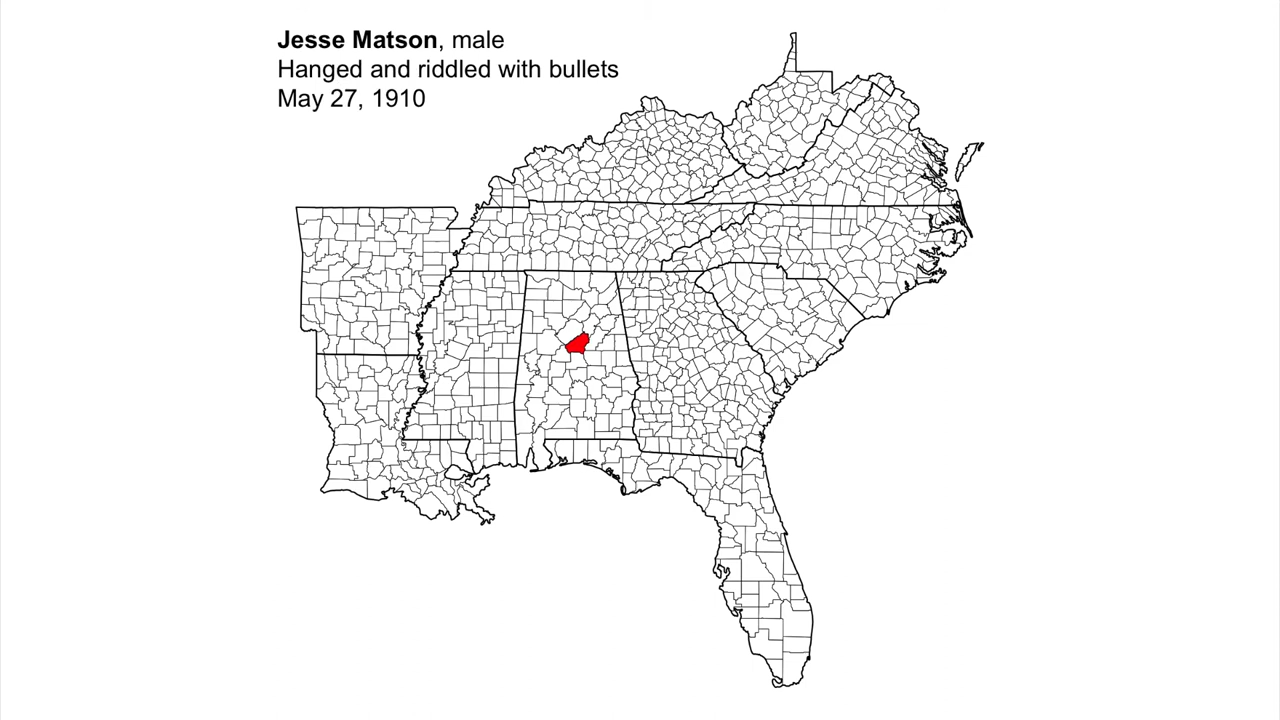 Jesse Matson, male
Hanged and riddled with bullets
May 27, 1910